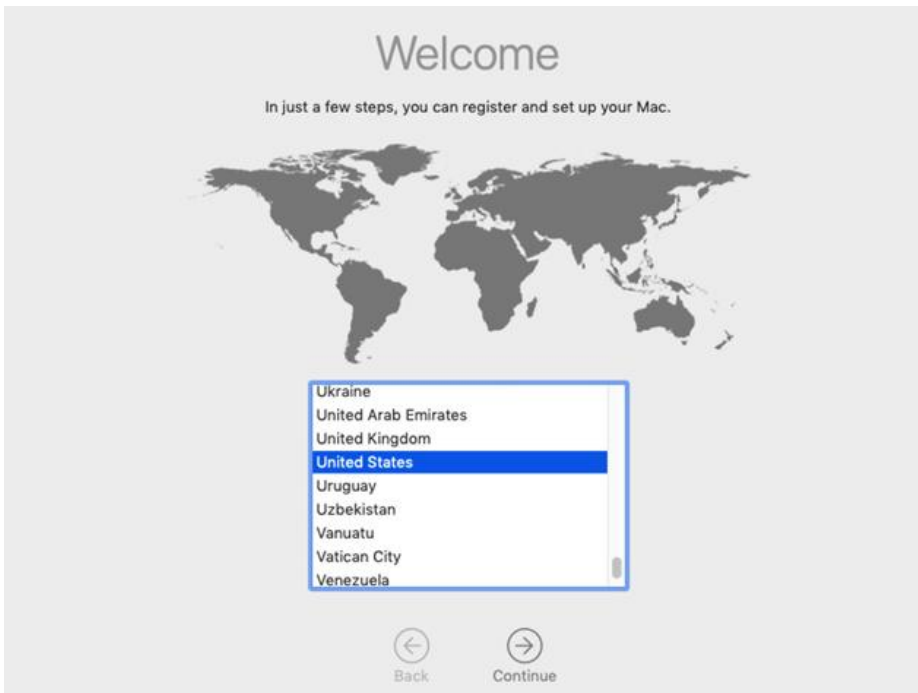 Welcome
In just a few steps, you can register and set up your Mac.
Ukraine
United Arab Emirates
United Kingdom
United States
Uruguay
Uzbekistan
Vanuatu
Vatican City
Venezuela
Back
Continue